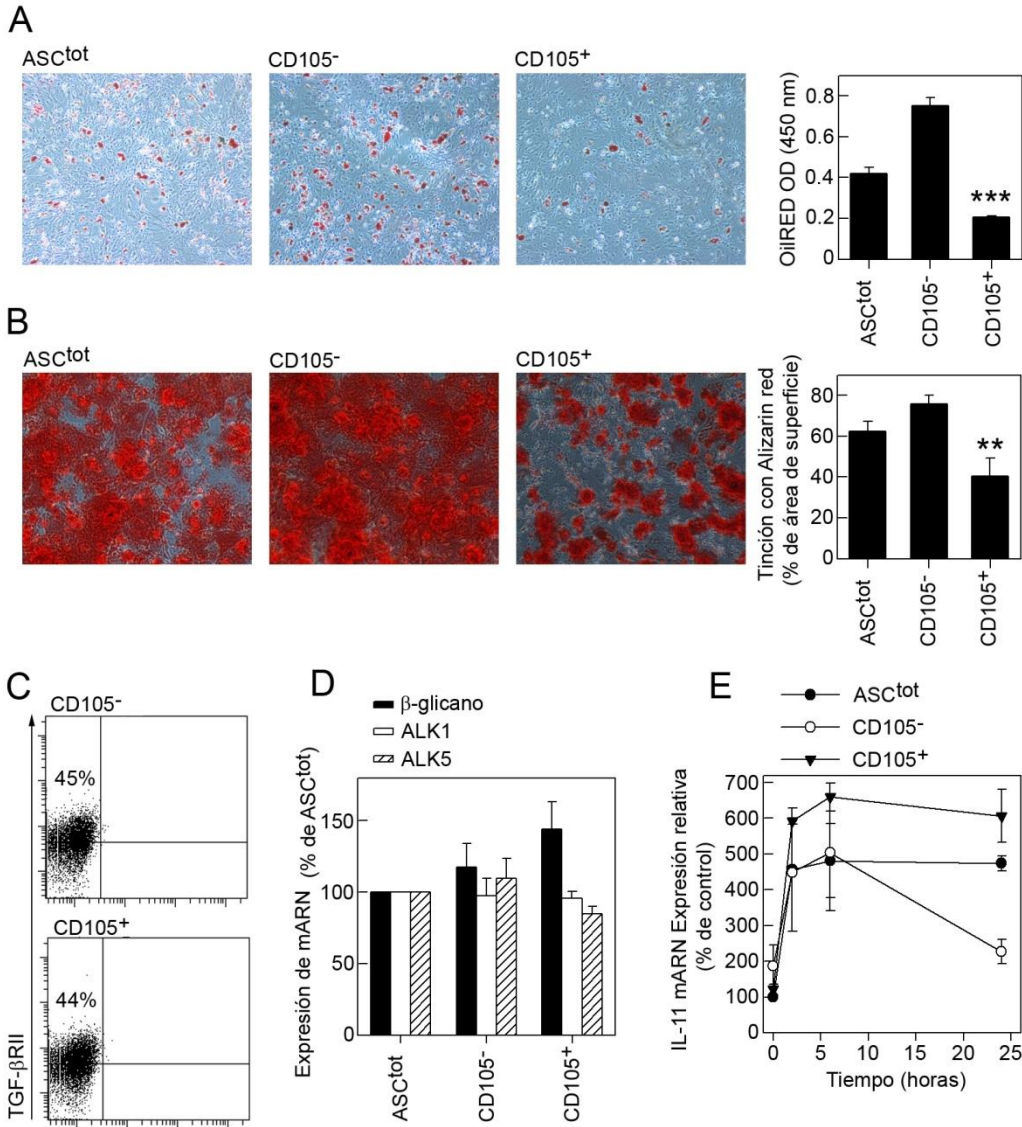 A
ASCtot
CD105-
CD105+
OilRED OD (450 nm)
0.8
0.6
0.4
0.2
0
***
ASCtot
CD105-
CD105+
B
ASCtot
CD105-
CD105+
Tinción con Alizarin red
(% de área de superficie)
80
60
40
20
0
**
ASCtot
CD105-
CD105+
C
CD105-
45%
CD105+
44%
TGF-βRII
D
β-glicano
ALK1
ALK5
Expresión de mARN (% de ASCtot)
150
100
50
0
ASCtot
CD105-
CD105+
E
ASCtot
CD105-
CD105+
IL-11 mARN Expresión relativa
(% de control)
700
600
500
400
300
200
100
0 5 10 15 20 25
Tiempo (horas)